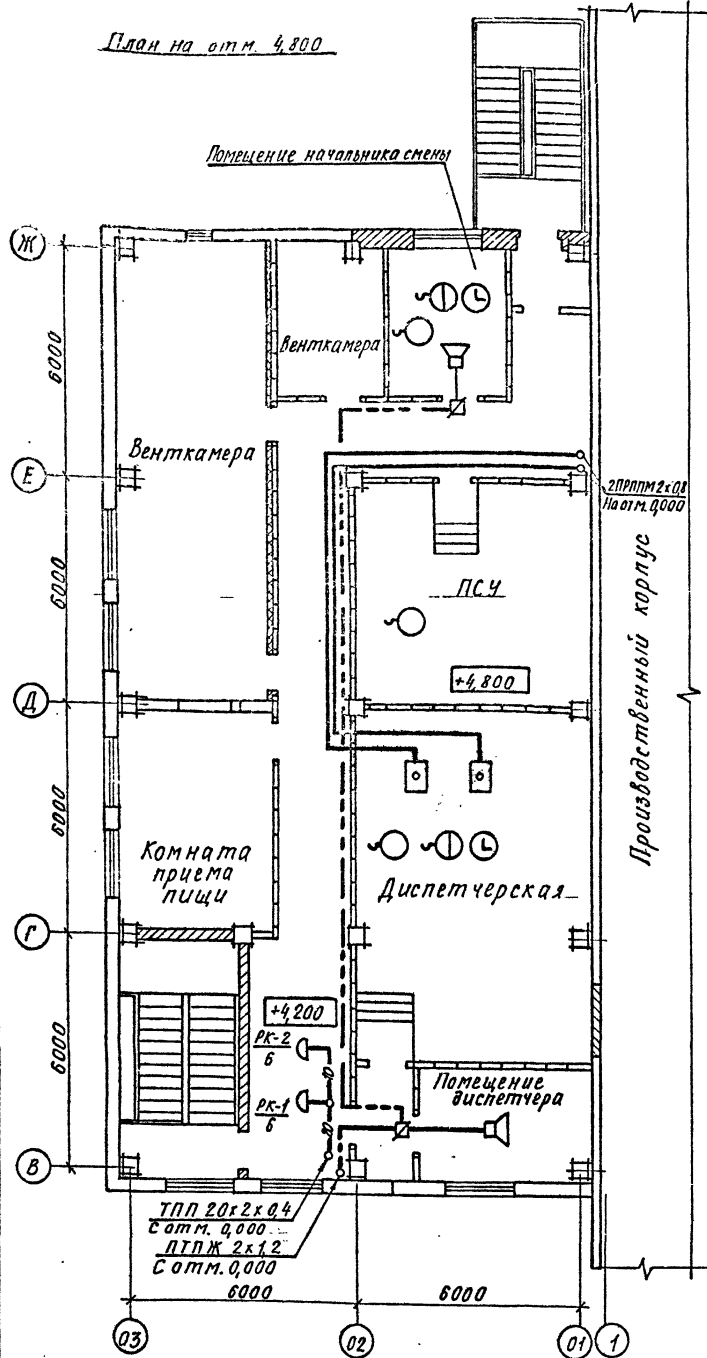 План на отм. 4,800
Помещение начальника смены
Ж
6000
Венткамера
Венткамера
Е
2ПРППМ2х0,8
На отм. 0,000
6000
ПСУ
+4,800
Производственный корпус
Д
6000
Комната
приема
пищи
Диспетчерская
Г
+4,200
6000
РК-2
6
РК-1
6
Помещение
диспетчера
В
ТПП 20х2х0,4
С отм. 0,000
ПТПЖ 2х1,2
С отм. 0,000
6000
6000
03
02
01
1